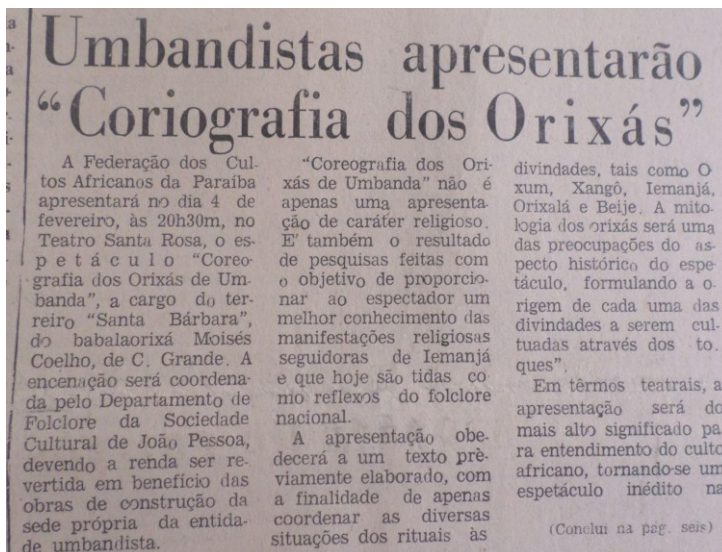 Umbandistas apresentarão
“Coriografia dos Orixás”
A Federação dos Cul-
tos Africanos da Paraíba
apresentará no dia 4 de
fevereiro, às 20h30m, no
Teatro Santa Rosa, o es-
petáculo “Coreo-
grafia dos Orixás de Um-
banda”, a cargo do ter-
reiro “Santa Bárbara”,
do babalaorixá Moisés
Coelho, de C. Grande. A
encenação será coordena-
da pelo Departamento de
Folclore da Sociedade
Cultural de João Pessoa,
devendo a renda ser re-
vertida em benefício das
obras de construção da
sede própria da entida-
de umbandista.
“Coreografia dos Ori-
xás de Umbanda” não é
apenas uma apresenta-
ção de caráter religioso.
E' também o resultado
de pesquisas feitas com
o objetivo de proporcio-
nar ao espectador um
melhor conhecimento das
manifestações religiosas
seguidoras de Iemanjá
e que hoje são tidas co
mo reflexos do folclore
nacional.
A apresentação obe-
decerá a um texto prè-
viamente elaborado, com
a finalidade de apenas
coordenar as diversas
situações dos rituais às
divindades, tais como O
xum, Xangô, Iemanjá,
Orixalá e Beije. A mito-
logia dos orixás será uma
das preocupações do as-
pecto histórico do espe-
táculo, formulando a o-
rigem de cada uma das
divindades a serem cul-
tuadas através dos to.
ques”.
Em têrmos teatrais, a
apresentação será do
mais alto significado pa
ra entendimento do culto
africano, tornando-se um
espetáculo inédito na
(Conclui na pág. seis)